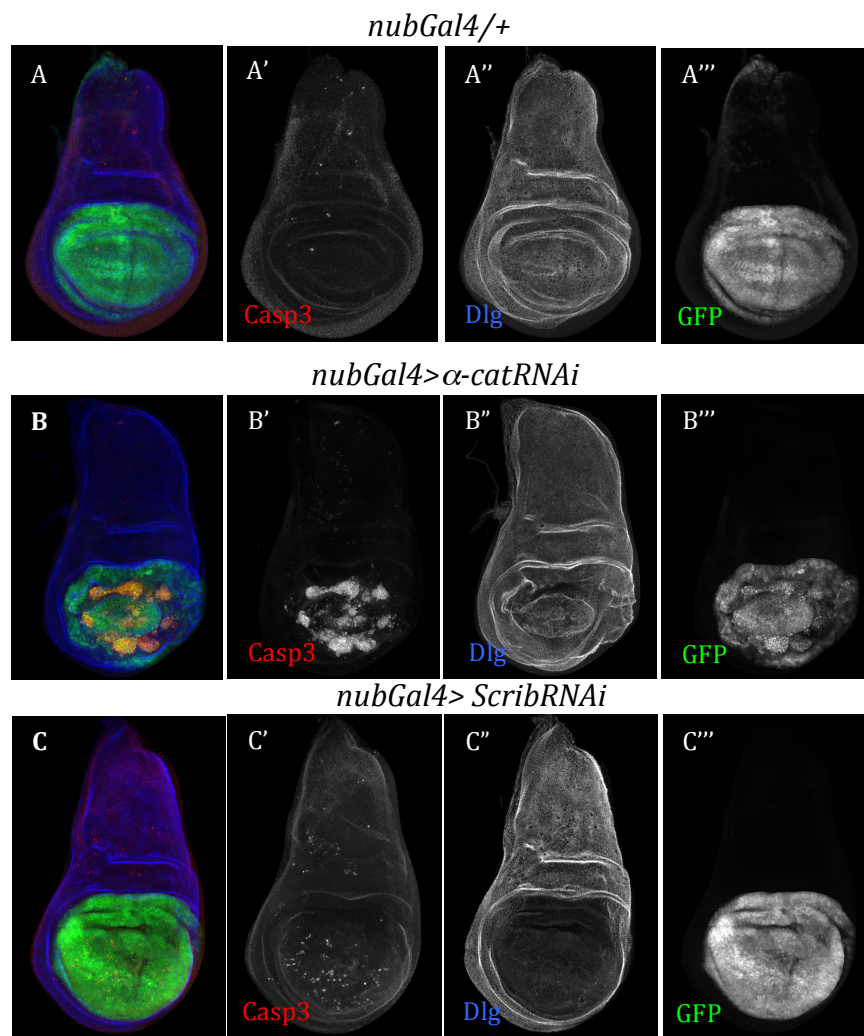 nubGal4/+
A A' A'' A'''
Casp3 Dlg GFP
nubGal4>α-catRNAi
B B' B'' B'''
Casp3 Dlg GFP
nubGal4> ScribRNAi
C C' C'' C'''
Casp3 Dlg GFP